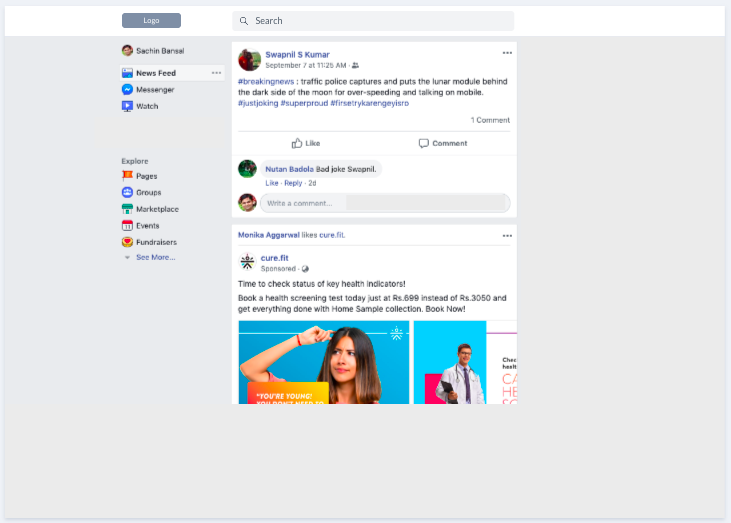 Logo
Search
Sachin Bansal
News Feed
Messenger
Watch
Explore
Pages
Groups
Marketplace
Events
Fundraisers
See More...
Swapnil S Kumar
September 7 at 11:25 AM ·
#breakingnews : traffic police captures and puts the lunar module behind
the dark side of the moon for over-speeding and talking on mobile.
#justjoking #superproud #firsetrykarengeyisro
1 Comment
Like
Comment
Nutan Badola Bad joke Swapnil.
Like · Reply · 2d
Write a comment...
Monika Aggarwal likes cure.fit.
cure.fit
Sponsored ·
Time to check status of key health indicators!
Book a health screening test today just at Rs.699 instead of Rs.3050 and
get everything done with Home Sample collection. Book Now!
"YOU'RE YOUNG!
YOU DON'T NEED TO
Chec
healt
CA
HE